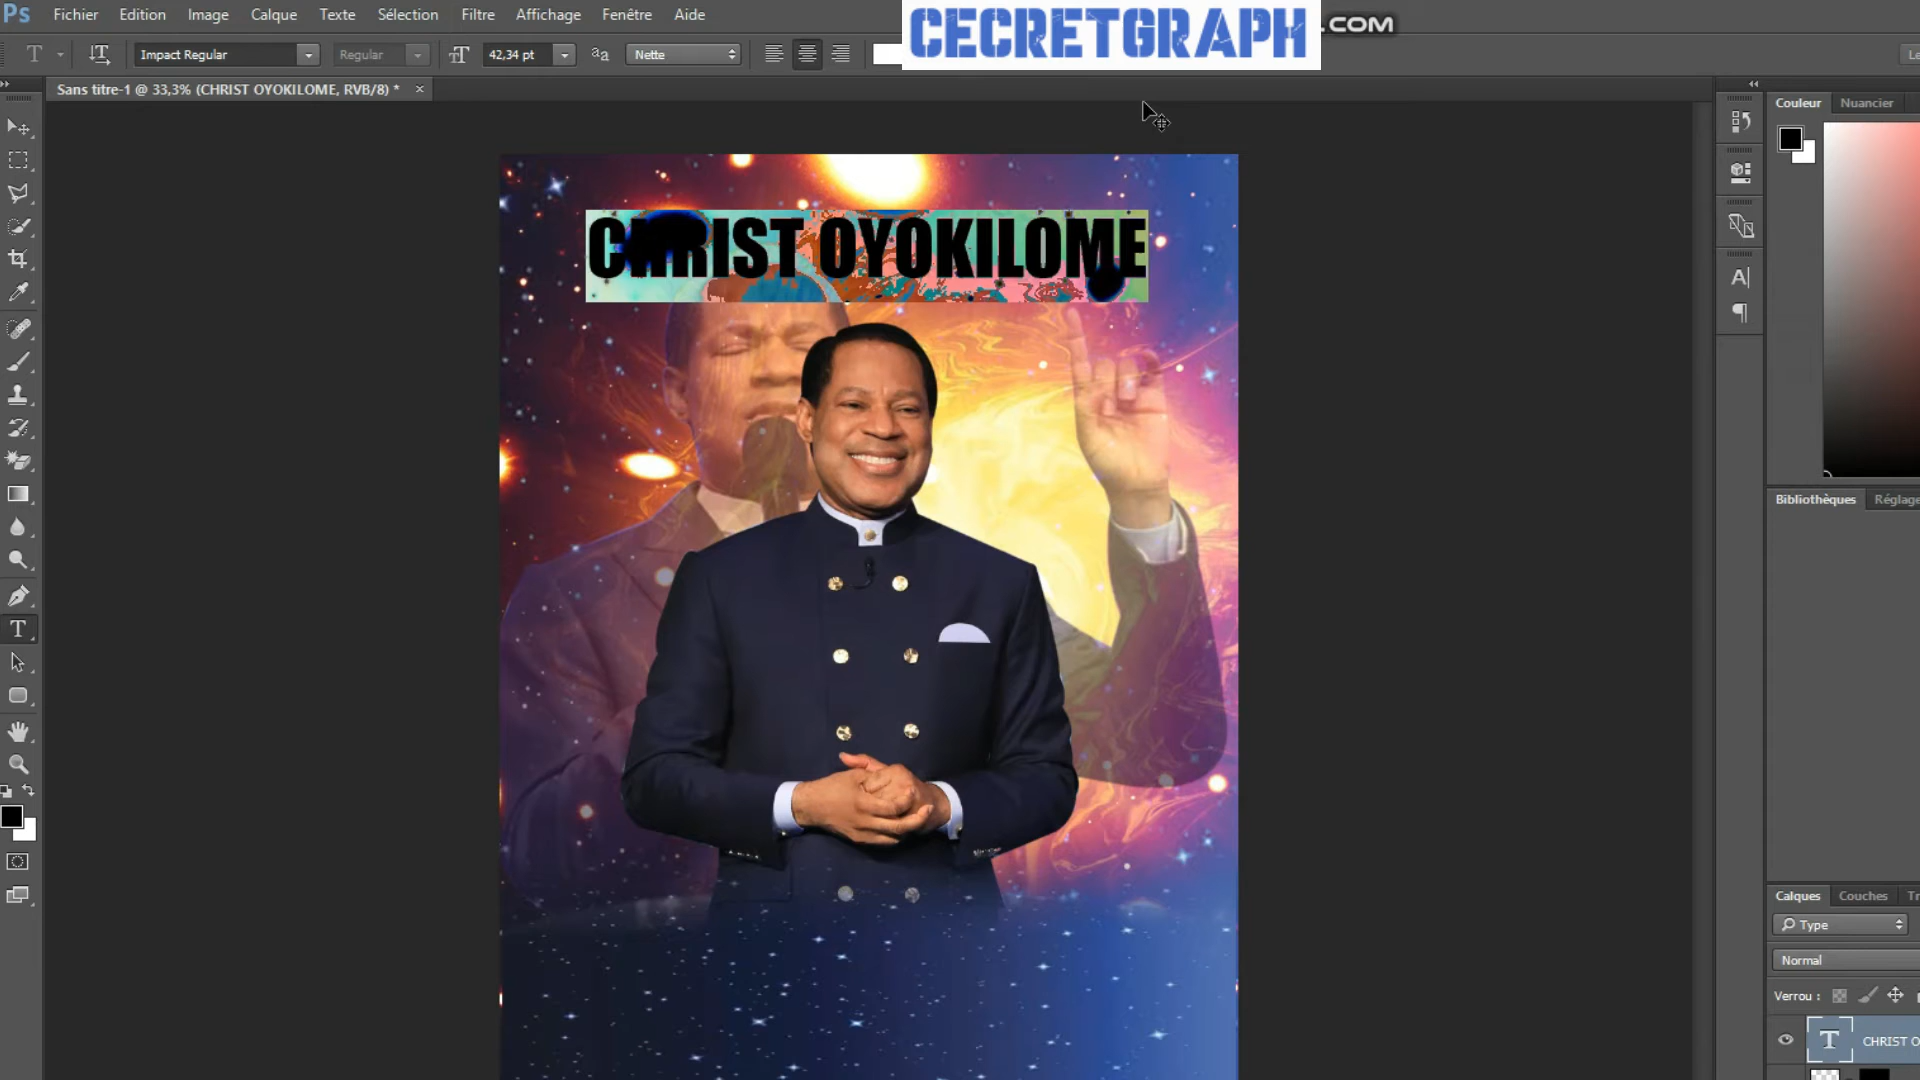 Ps Fichier Edition Image Calque Texte Sélection Filtre Affichage Fenêtre Aide
CECRETGRAPH
.COM
T Impact Regular Regular 42,34 pt aa Nette
Sans titre-1 @ 33,3% (CHRIST OYOKILOME, RVB/8) * ×
Couleur Nuancier
CHRIST OYOKILOME
A
Bibliothèques Réglage
T
Calques Couches Tr
Type
Normal
Verrou :
T CHRIST O